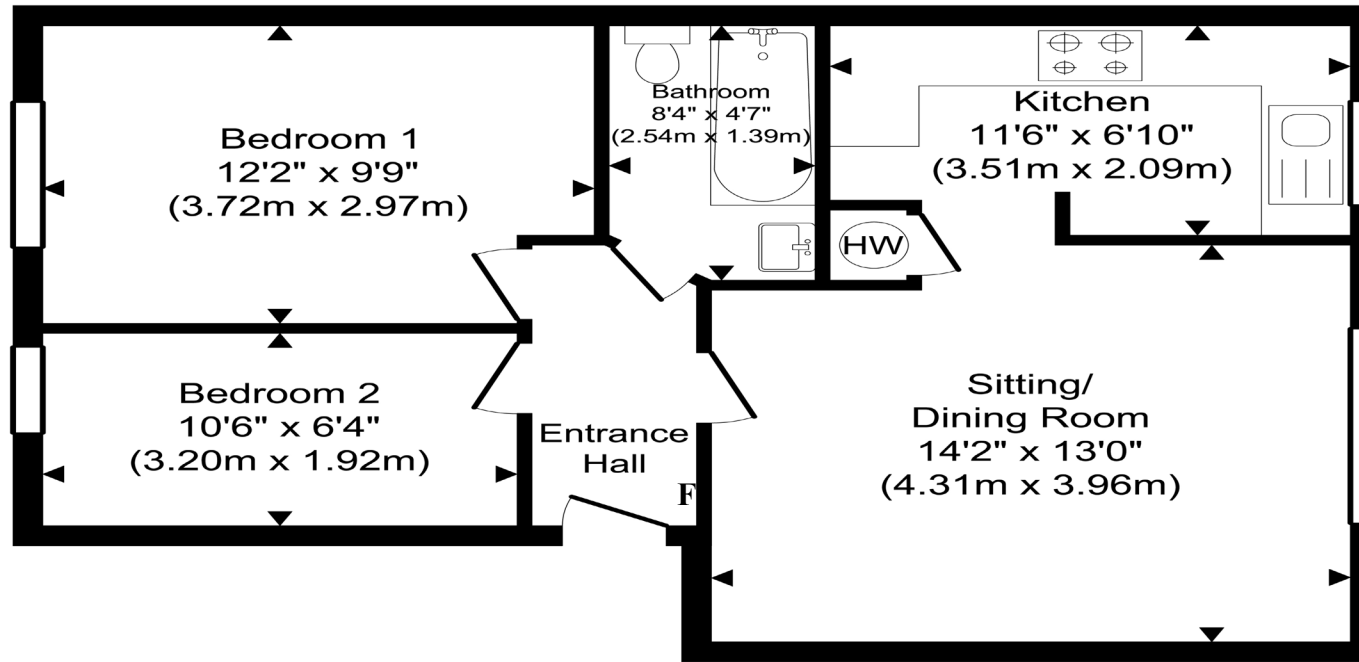 Bedroom 1
12'2" x 9'9"
(3.72m x 2.97m)
Bathroom
8'4" x 4'7"
(2.54m x 1.39m)
Kitchen
11'6" x 6'10"
(3.51m x 2.09m)
HW
Bedroom 2
10'6" x 6'4"
(3.20m x 1.92m)
Entrance
Hall
F
Sitting/
Dining Room
14'2" x 13'0"
(4.31m x 3.96m)